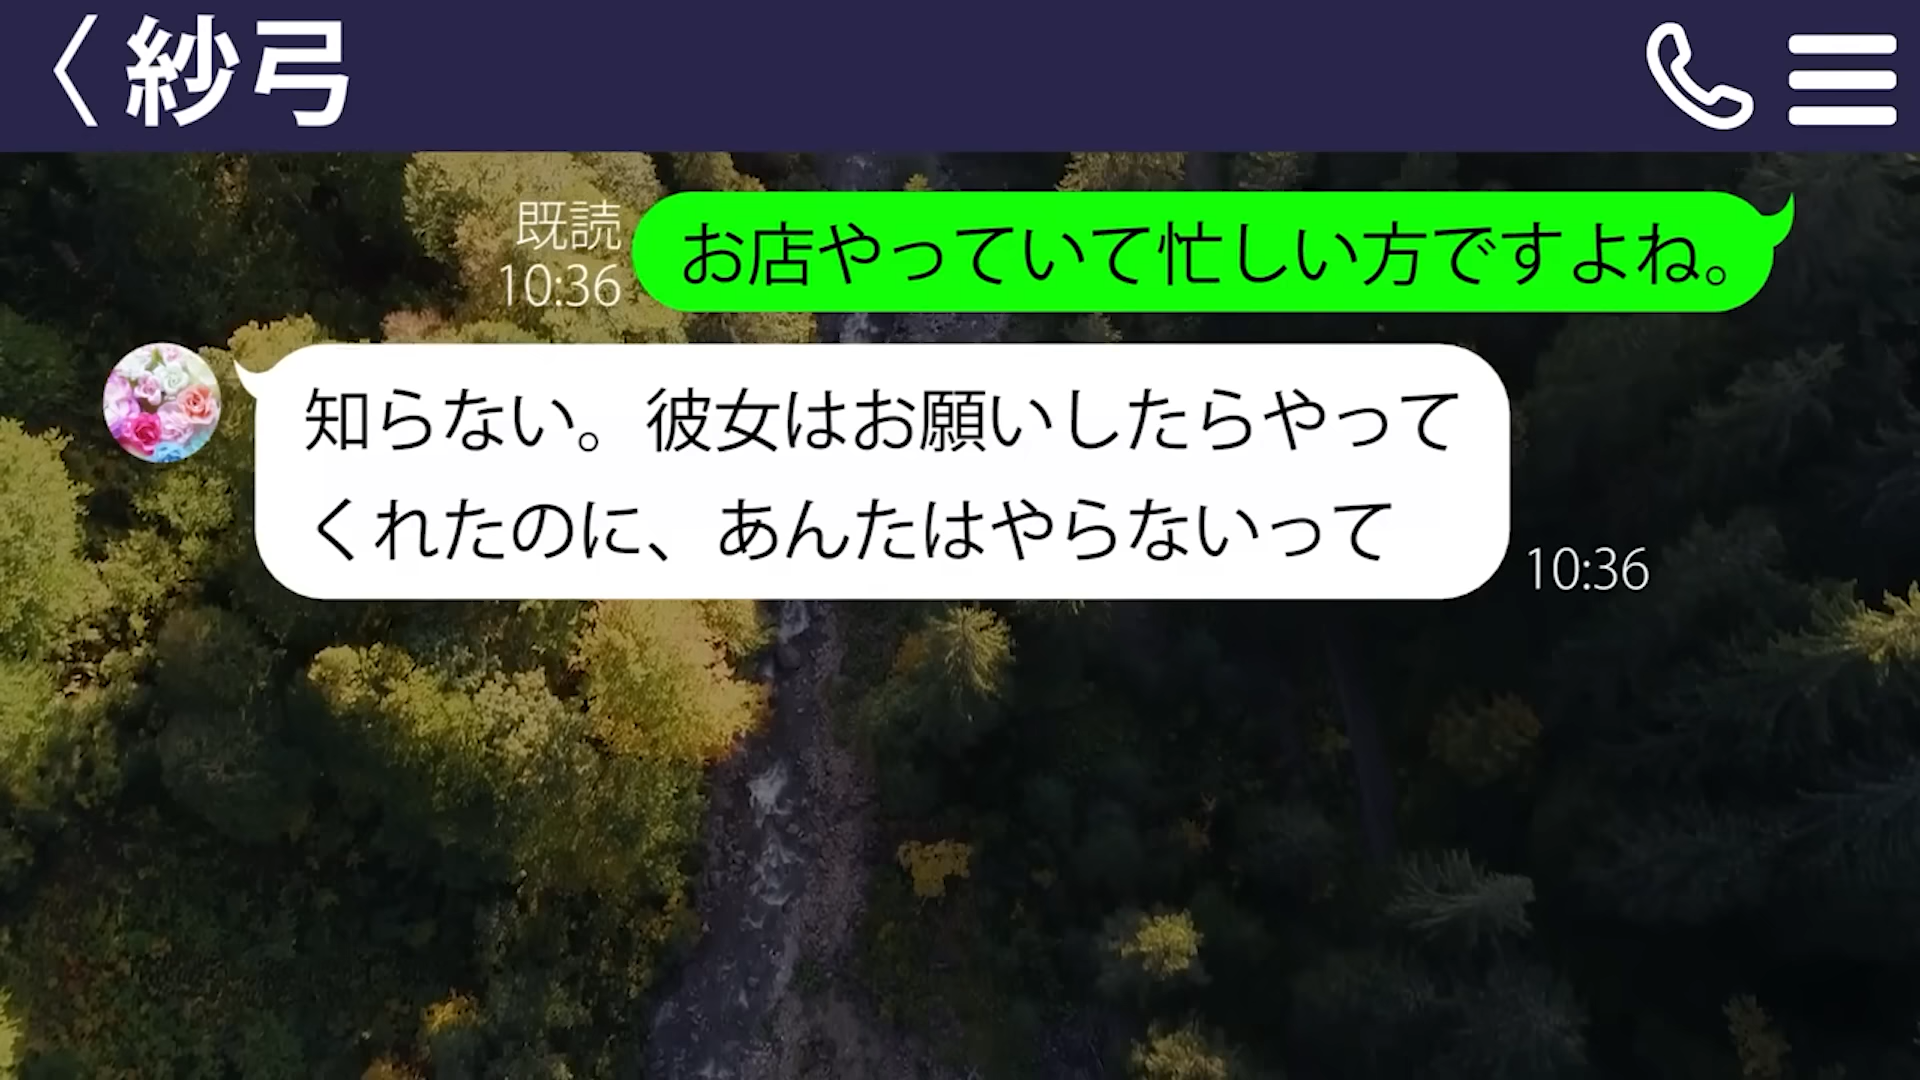 〈 紗弓
お店やっていて忙しい方ですよね。
既読
10:36
知らない。彼女はお願いしたらやって
くれたのに、あんたはやらないって
10:36